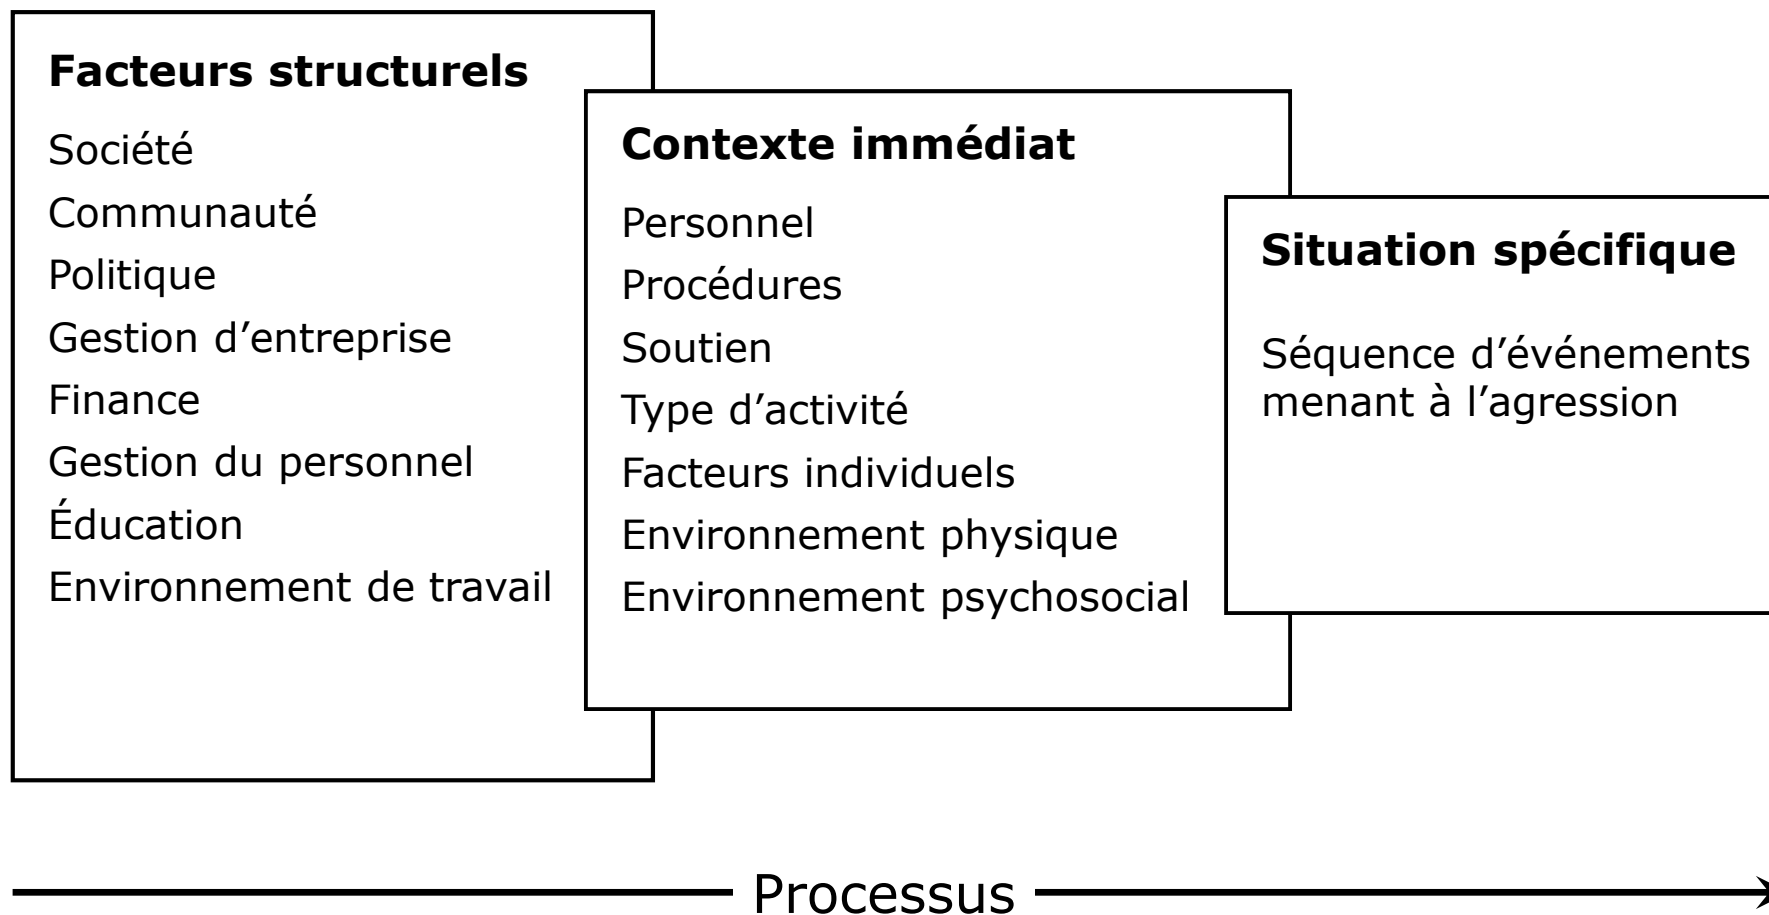 Facteurs structurels
Société
Communauté
Politique
Gestion d’entreprise
Finance
Gestion du personnel
Éducation
Environnement de travail
Contexte immédiat
Personnel
Procédures
Soutien
Type d’activité
Facteurs individuels
Environnement physique
Environnement psychosocial
Situation spécifique
Séquence d’événements
menant à l’agression
Processus